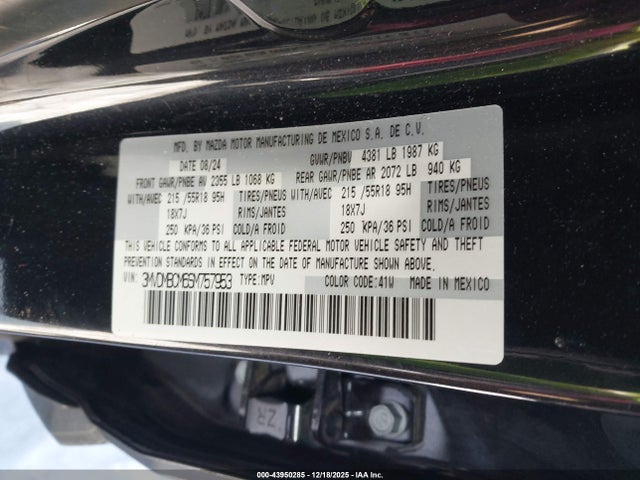 MFD. BY MAZDA MOTOR MANUFACTURING DE MEXICO S.A. DE C.V.
DATE 08/24 GVWR/PNBV 4381 LB 1987 KG
FRONT GAWR/PNBE AV 2355 LB 1068 KG REAR GAWR/PNBE AR 2072 LB 940 KG
WITH/AVEC 215 /55R18 95H TIRES/PNEUS WITH/AVEC 215 /55R18 95H TIRES/PNEUS
18X7J RIMS/JANTES 18X7J RIMS/JANTES
250 KPA/36 PSI COLD/A FROID 250 KPA/36 PSI COLD/A FROID
THIS VEHICLE CONFORMS TO ALL APPLICABLE FEDERAL MOTOR VEHICLE SAFETY AND THEFT
PREVENTION STANDARDS IN EFFECT ON THE DATE OF MANUFACTURE SHOWN ABOVE.
VIN: 3MVDMBCM6SM757953 TYPE:MPV COLOR CODE:41W MADE IN MEXICO
ZR
000-43950285 - 12/18/2025 - IAA Inc.